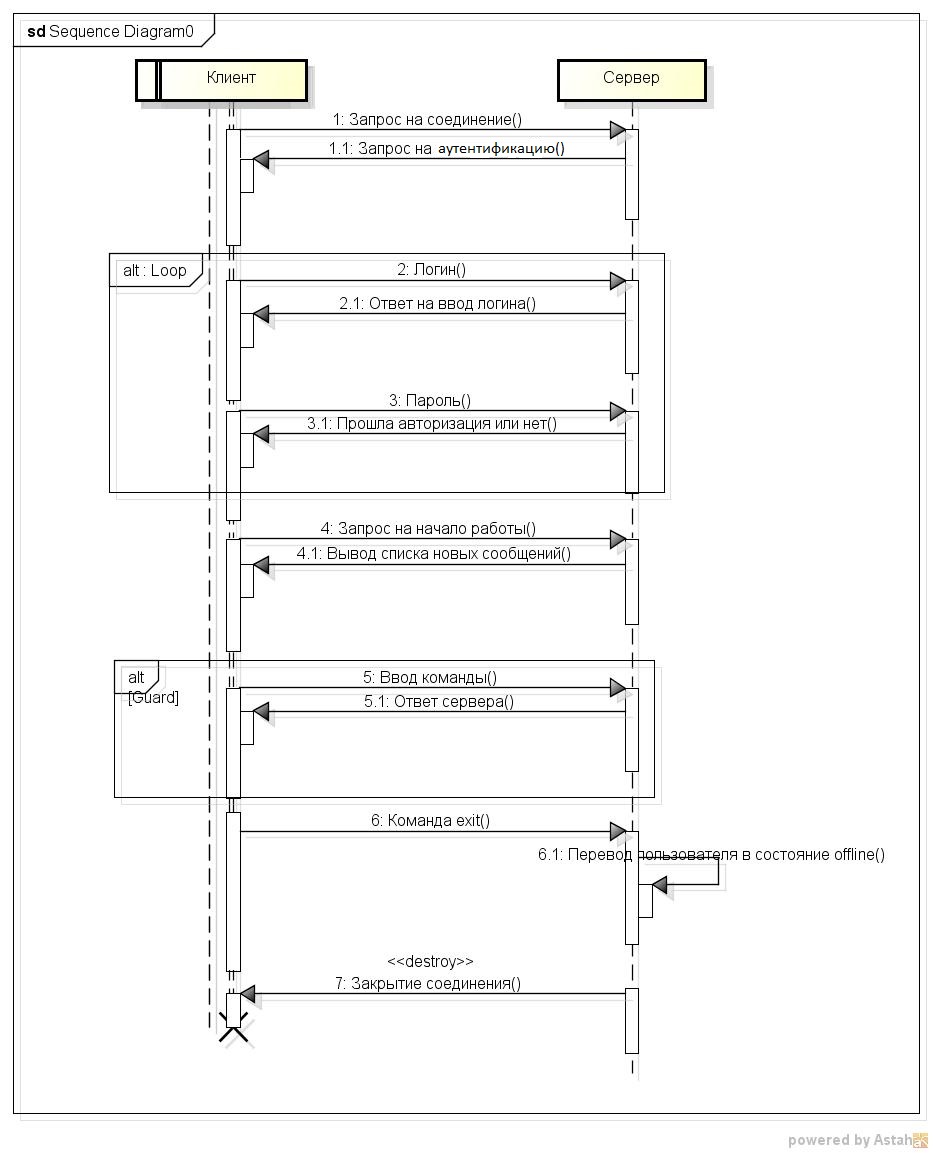 sd Sequence Diagram0
Клиент
Сервер
1: Запрос на соединение()
1.1: Запрос на аутентификацию()
alt : Loop
2: Логин()
2.1: Ответ на ввод логина()
3: Пароль()
3.1: Прошла авторизация или нет()
4: Запрос на начало работы()
4.1: Вывод списка новых сообщений()
alt
[Guard]
5: Ввод команды()
5.1: Ответ сервера()
6: Команда exit()
6.1: Перевод пользователя в состояние offline()
<<destroy>>
7: Закрытие соединения()
powered by Astah